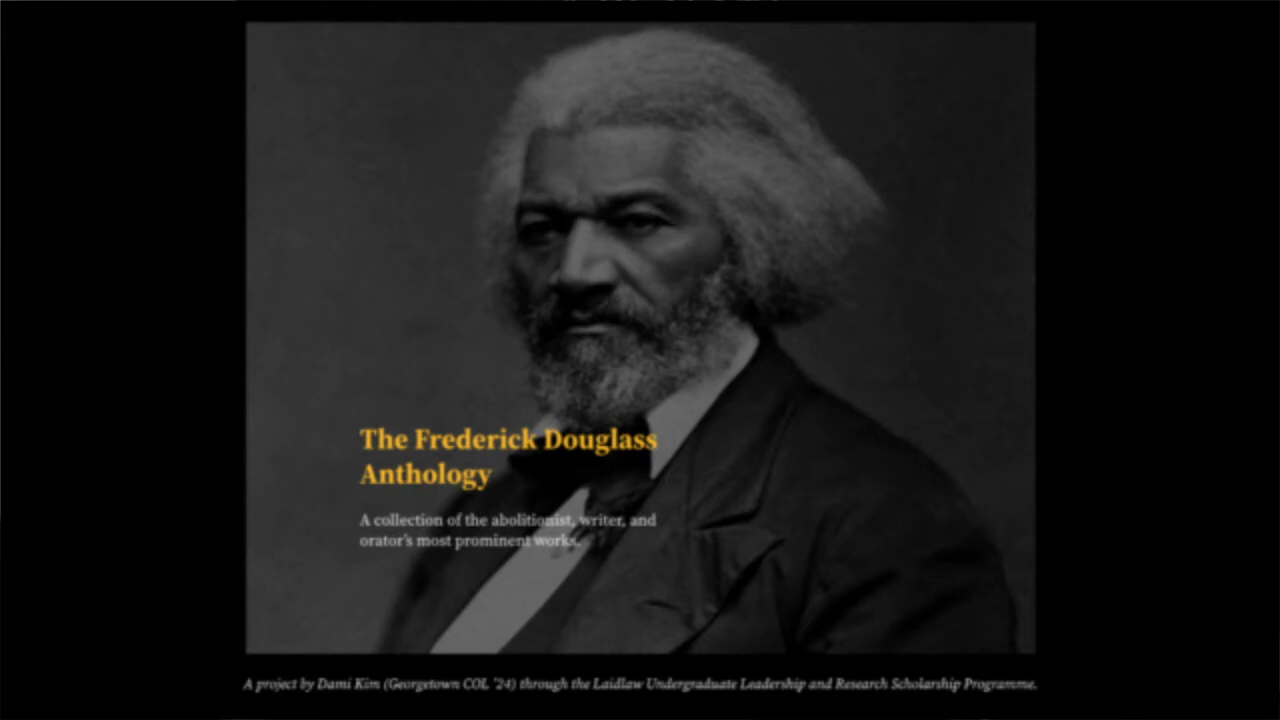 The Frederick Douglass
Anthology
A collection of the abolitionist, writer, and
orator's most prominent works.
A project by Dami Kim (Georgetown COL '24) through the Laidlaw Undergraduate Leadership and Research Scholarship Programme.